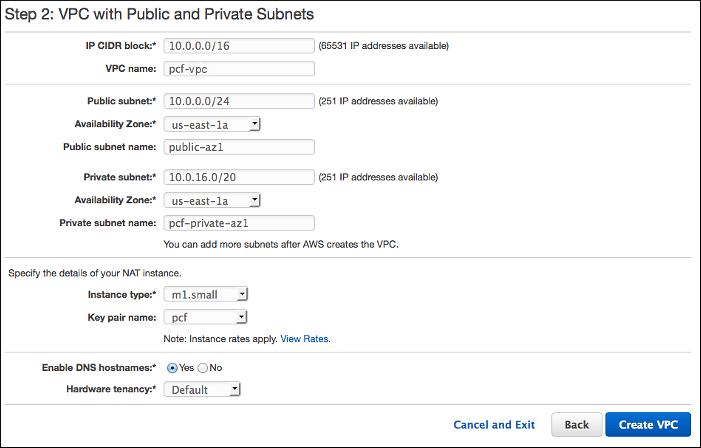 Step 2: VPC with Public and Private Subnets
IP CIDR block:* 10.0.0.0/16 (65531 IP addresses available)
VPC name: pcf-vpc
Public subnet:* 10.0.0.0/24 (251 IP addresses available)
Availability Zone:* us-east-1a
Public subnet name: public-az1
Private subnet:* 10.0.16.0/20 (251 IP addresses available)
Availability Zone:* us-east-1a
Private subnet name: pcf-private-az1
You can add more subnets after AWS creates the VPC.
Specify the details of your NAT instance.
Instance type:* m1.small
Key pair name: pcf
Note: Instance rates apply. View Rates.
Enable DNS hostnames:* Yes No
Hardware tenancy:* Default
Cancel and Exit Back Create VPC